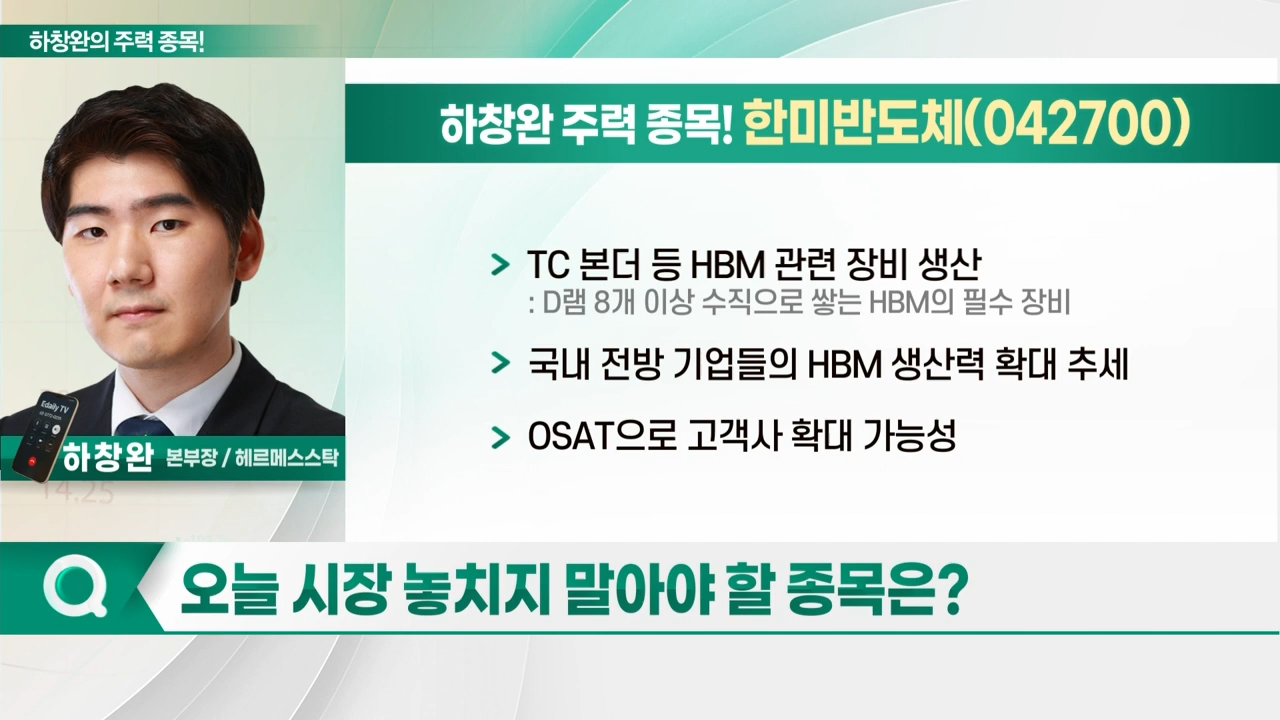 하창완의 주력 종목!
하창완 주력 종목! 한미반도체(042700)
> TC 본더 등 HBM 관련 장비 생산
: D램 8개 이상 수직으로 쌓는 HBM의 필수 장비
> 국내 전방 기업들의 HBM 생산력 확대 추세
> OSAT으로 고객사 확대 가능성
Edaily TV
하창완 본부장 / 헤르메스스탁
14.25
오늘 시장 놓치지 말아야 할 종목은?